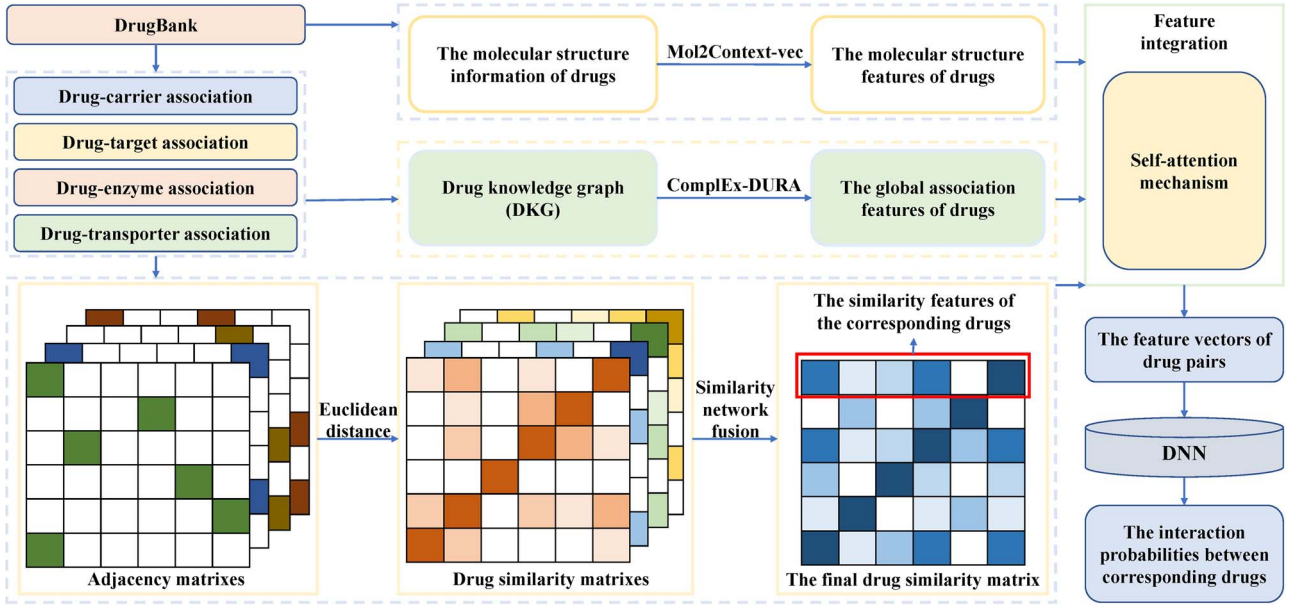 DrugBank
Drug-carrier association
Drug-target association
Drug-enzyme association
Drug-transporter association
The molecular structure
information of drugs
Mol2Context-vec
The molecular structure
features of drugs
Drug knowledge graph
(DKG)
ComplEx-DURA
The global association
features of drugs
Feature
integration
Self-attention
mechanism
Adjacency matrixes
Euclidean
distance
Drug similarity matrixes
Similarity
network
fusion
The similarity features of
the corresponding drugs
The final drug similarity matrix
The feature vectors of
drug pairs
DNN
The interaction
probabilities between
corresponding drugs